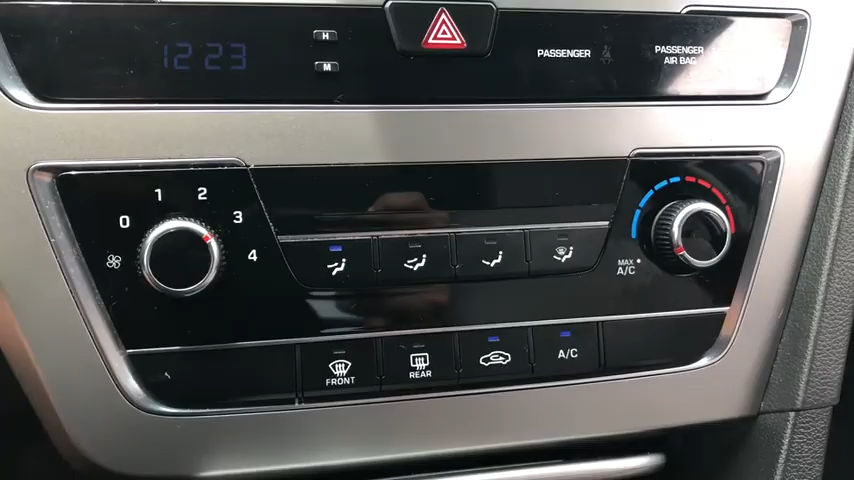 12:23
H
M
PASSENGER
PASSENGER
AIR BAG
0
1
2
3
4
MAX
A/C
FRONT
REAR
A/C